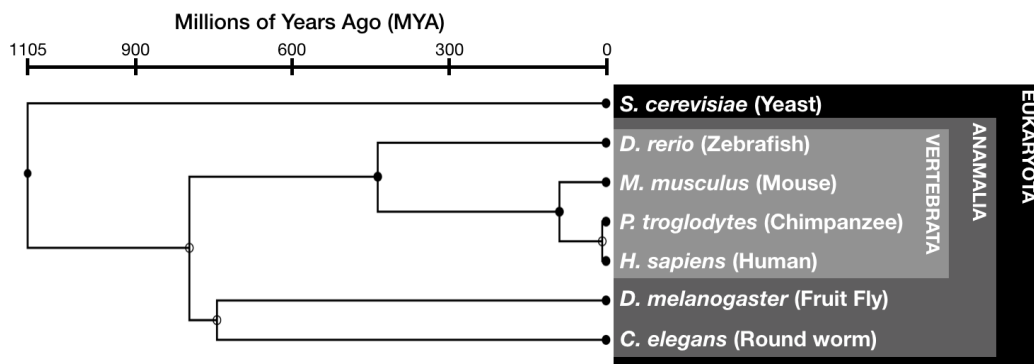 Millions of Years Ago (MYA)
1105 900 600 300 0
S. cerevisiae (Yeast)
D. rerio (Zebrafish)
M. musculus (Mouse)
P. troglodytes (Chimpanzee)
H. sapiens (Human)
D. melanogaster (Fruit Fly)
C. elegans (Round worm)
VERTEBRATA
ANAMALIA
EUKARYOTA